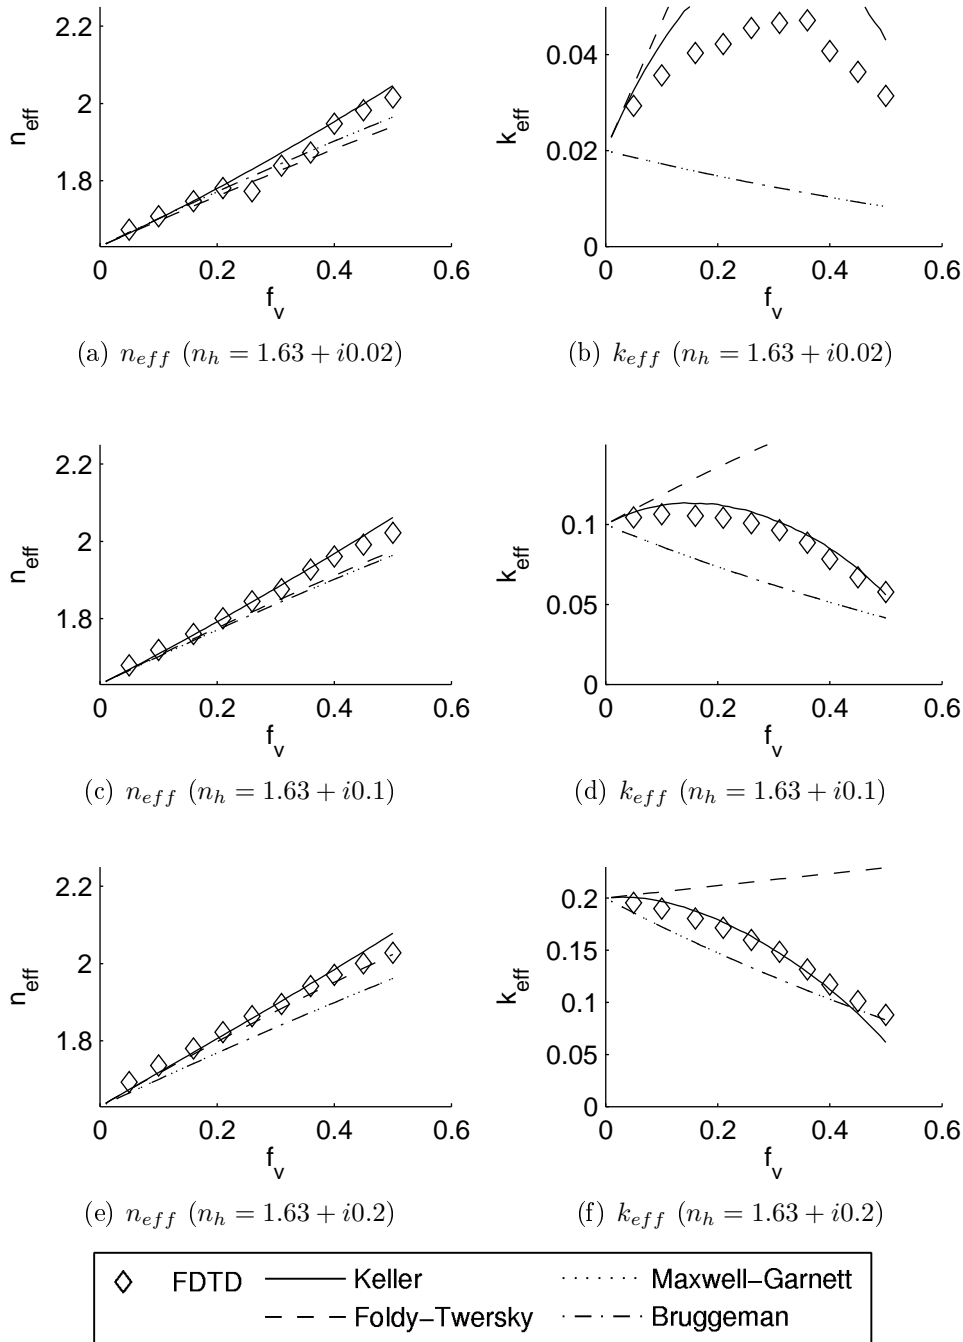 2.2
2
1.8
n_eff
0 0.2 0.4 0.6
f_v
(a) n_eff (n_h = 1.63 + i0.02)
0.04
0.02
0
k_eff
0 0.2 0.4 0.6
f_v
(b) k_eff (n_h = 1.63 + i0.02)
2.2
2
1.8
n_eff
0 0.2 0.4 0.6
f_v
(c) n_eff (n_h = 1.63 + i0.1)
0.1
0.05
0
k_eff
0 0.2 0.4 0.6
f_v
(d) k_eff (n_h = 1.63 + i0.1)
2.2
2
1.8
n_eff
0 0.2 0.4 0.6
f_v
(e) n_eff (n_h = 1.63 + i0.2)
0.2
0.15
0.1
0.05
0
k_eff
0 0.2 0.4 0.6
f_v
(f) k_eff (n_h = 1.63 + i0.2)
FDTD Keller Maxwell-Garnett
Foldy-Twersky Bruggeman